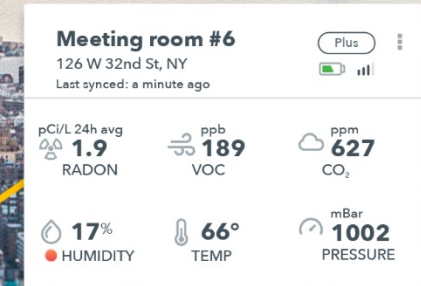 Meeting room #6
Plus
126 W 32nd St, NY
Last synced: a minute ago
pCi/L 24h avg
1.9
RADON
ppb
189
VOC
ppm
627
CO₂
17%
HUMIDITY
66°
TEMP
mBar
1002
PRESSURE